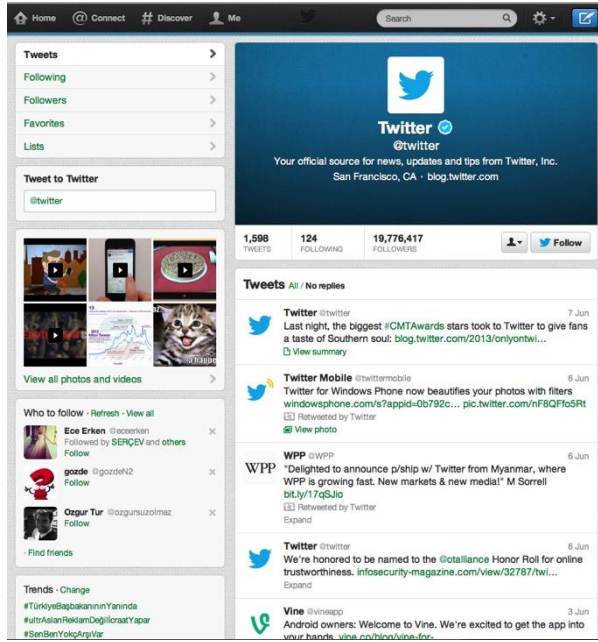 Home
Connect
Discover
Me
Search
Tweets
Following
Followers
Favorites
Lists
Tweet to Twitter
@twitter
View all photos and videos
Who to follow · Refresh · View all
Ece Erken @eceerken
Followed by SERÇEV and others
Follow
gozde @gozdeN2
Follow
Ozgur Tur @ozgursuzolmaz
Follow
· Find friends
Trends · Change
#TürkiyeBaşbakanınınYanında
#ultrAslanReklamDeğilİcraatYapar
#SenBenYokçArşıVar
Twitter
@twitter
Your official source for news, updates and tips from Twitter, Inc.
San Francisco, CA · blog.twitter.com
1,598 124 19,776,417
TWEETS FOLLOWING FOLLOWERS
Follow
Tweets All / No replies
Twitter @twitter 7 Jun
Last night, the biggest #CMTAwards stars took to Twitter to give fans
a taste of Southern soul: blog.twitter.com/2013/onlyontwi...
View summary
Twitter Mobile @twittermobile 6 Jun
Twitter for Windows Phone now beautifies your photos with filters
windowsphone.com/s?appid=0b792c... pic.twitter.com/nF8QFfo5Rt
Retweeted by Twitter
View photo
WPP
WPP @WPP 6 Jun
"Delighted to announce p/ship w/ Twitter from Myanmar, where
WPP is growing fast. New markets & new media!" M Sorrell
bit.ly/17qSJio
Retweeted by Twitter
Expand
Twitter @twitter 6 Jun
We're honored to be named to the @otalliance Honor Roll for online
trustworthiness. infosecurity-magazine.com/view/32787/twi...
Expand
Vine @vineapp 3 Jun
Android owners: Welcome to Vine. We're excited to get the app into
your hands. vine.co/blog/vine-for-